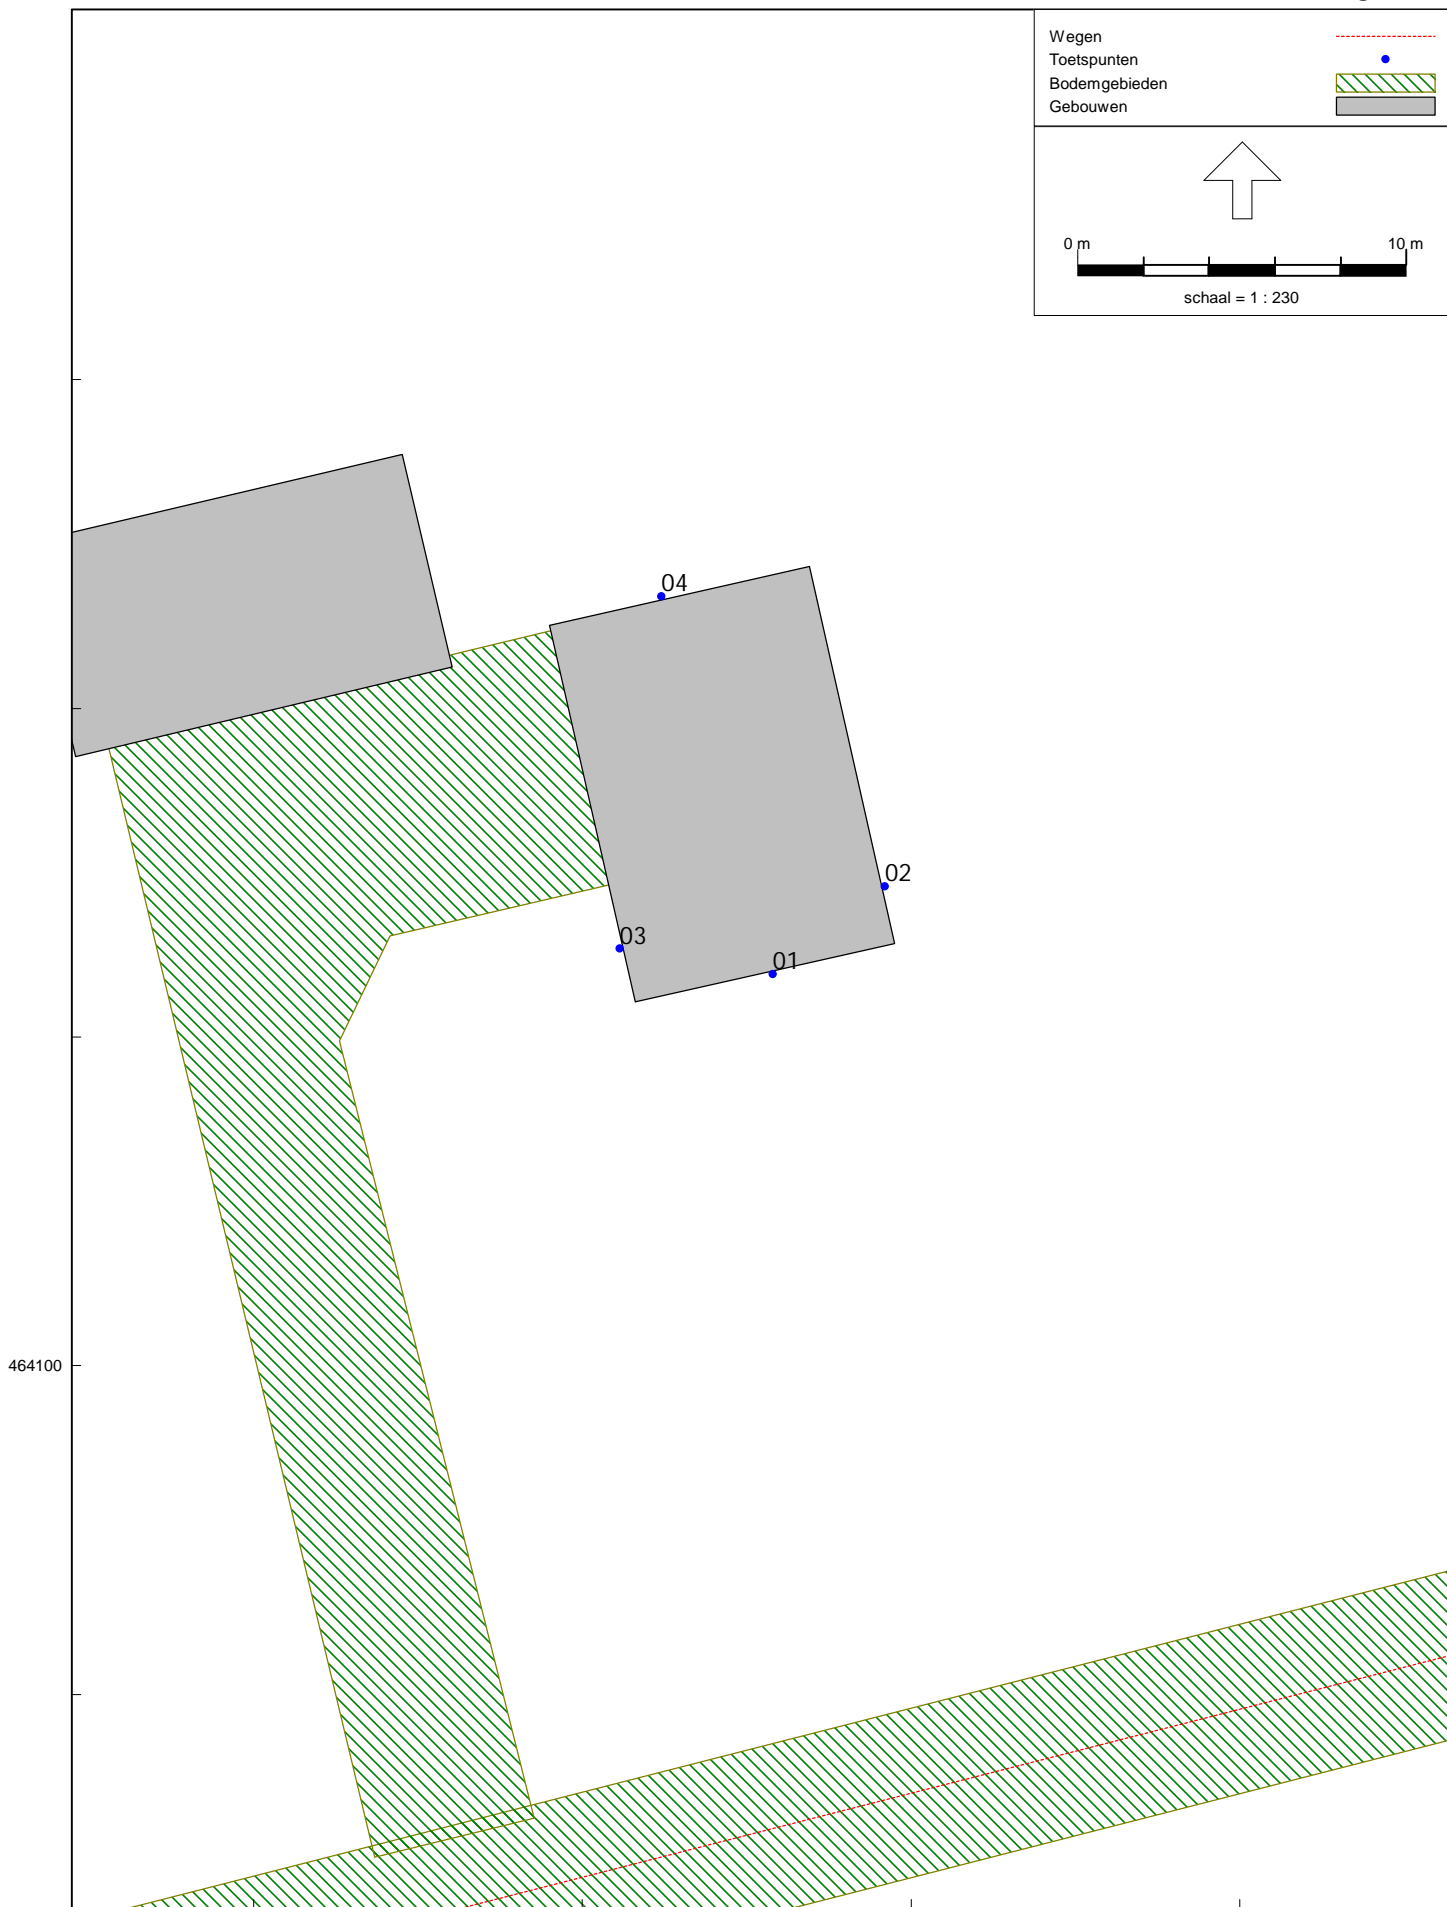 Wegen
Toetspunten
Bodemgebieden
Gebouwen
0 m 10 m
schaal = 1 : 230
04
02
03
01
464100